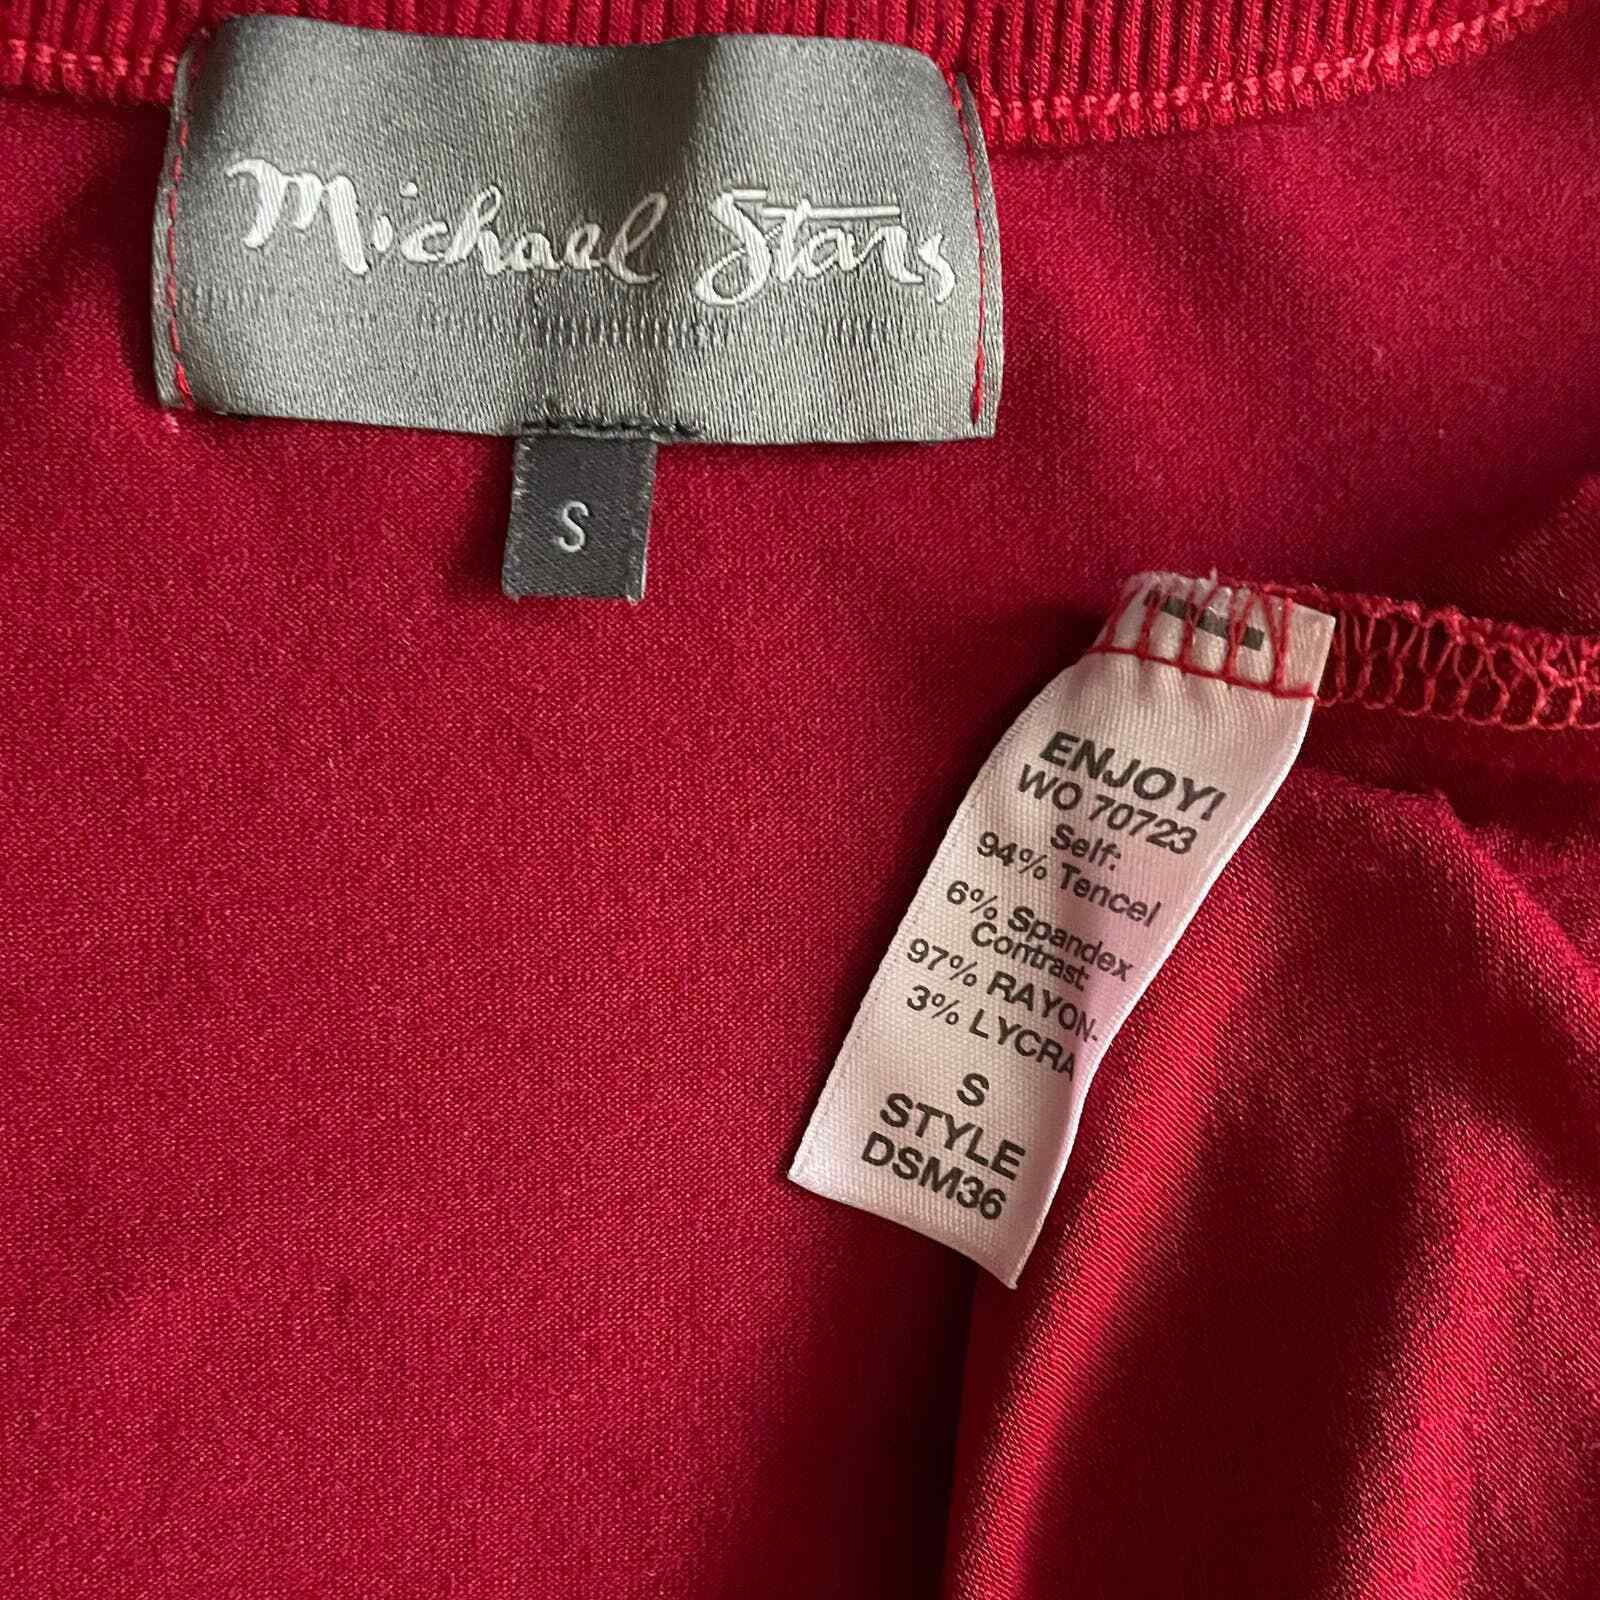 Michael Stars
S
ENJOY!
WO 70723
Self:
94% Tencel
6% Spandex
Contrast:
97% RAYON-
3% LYCRA
S
STYLE
DSM36